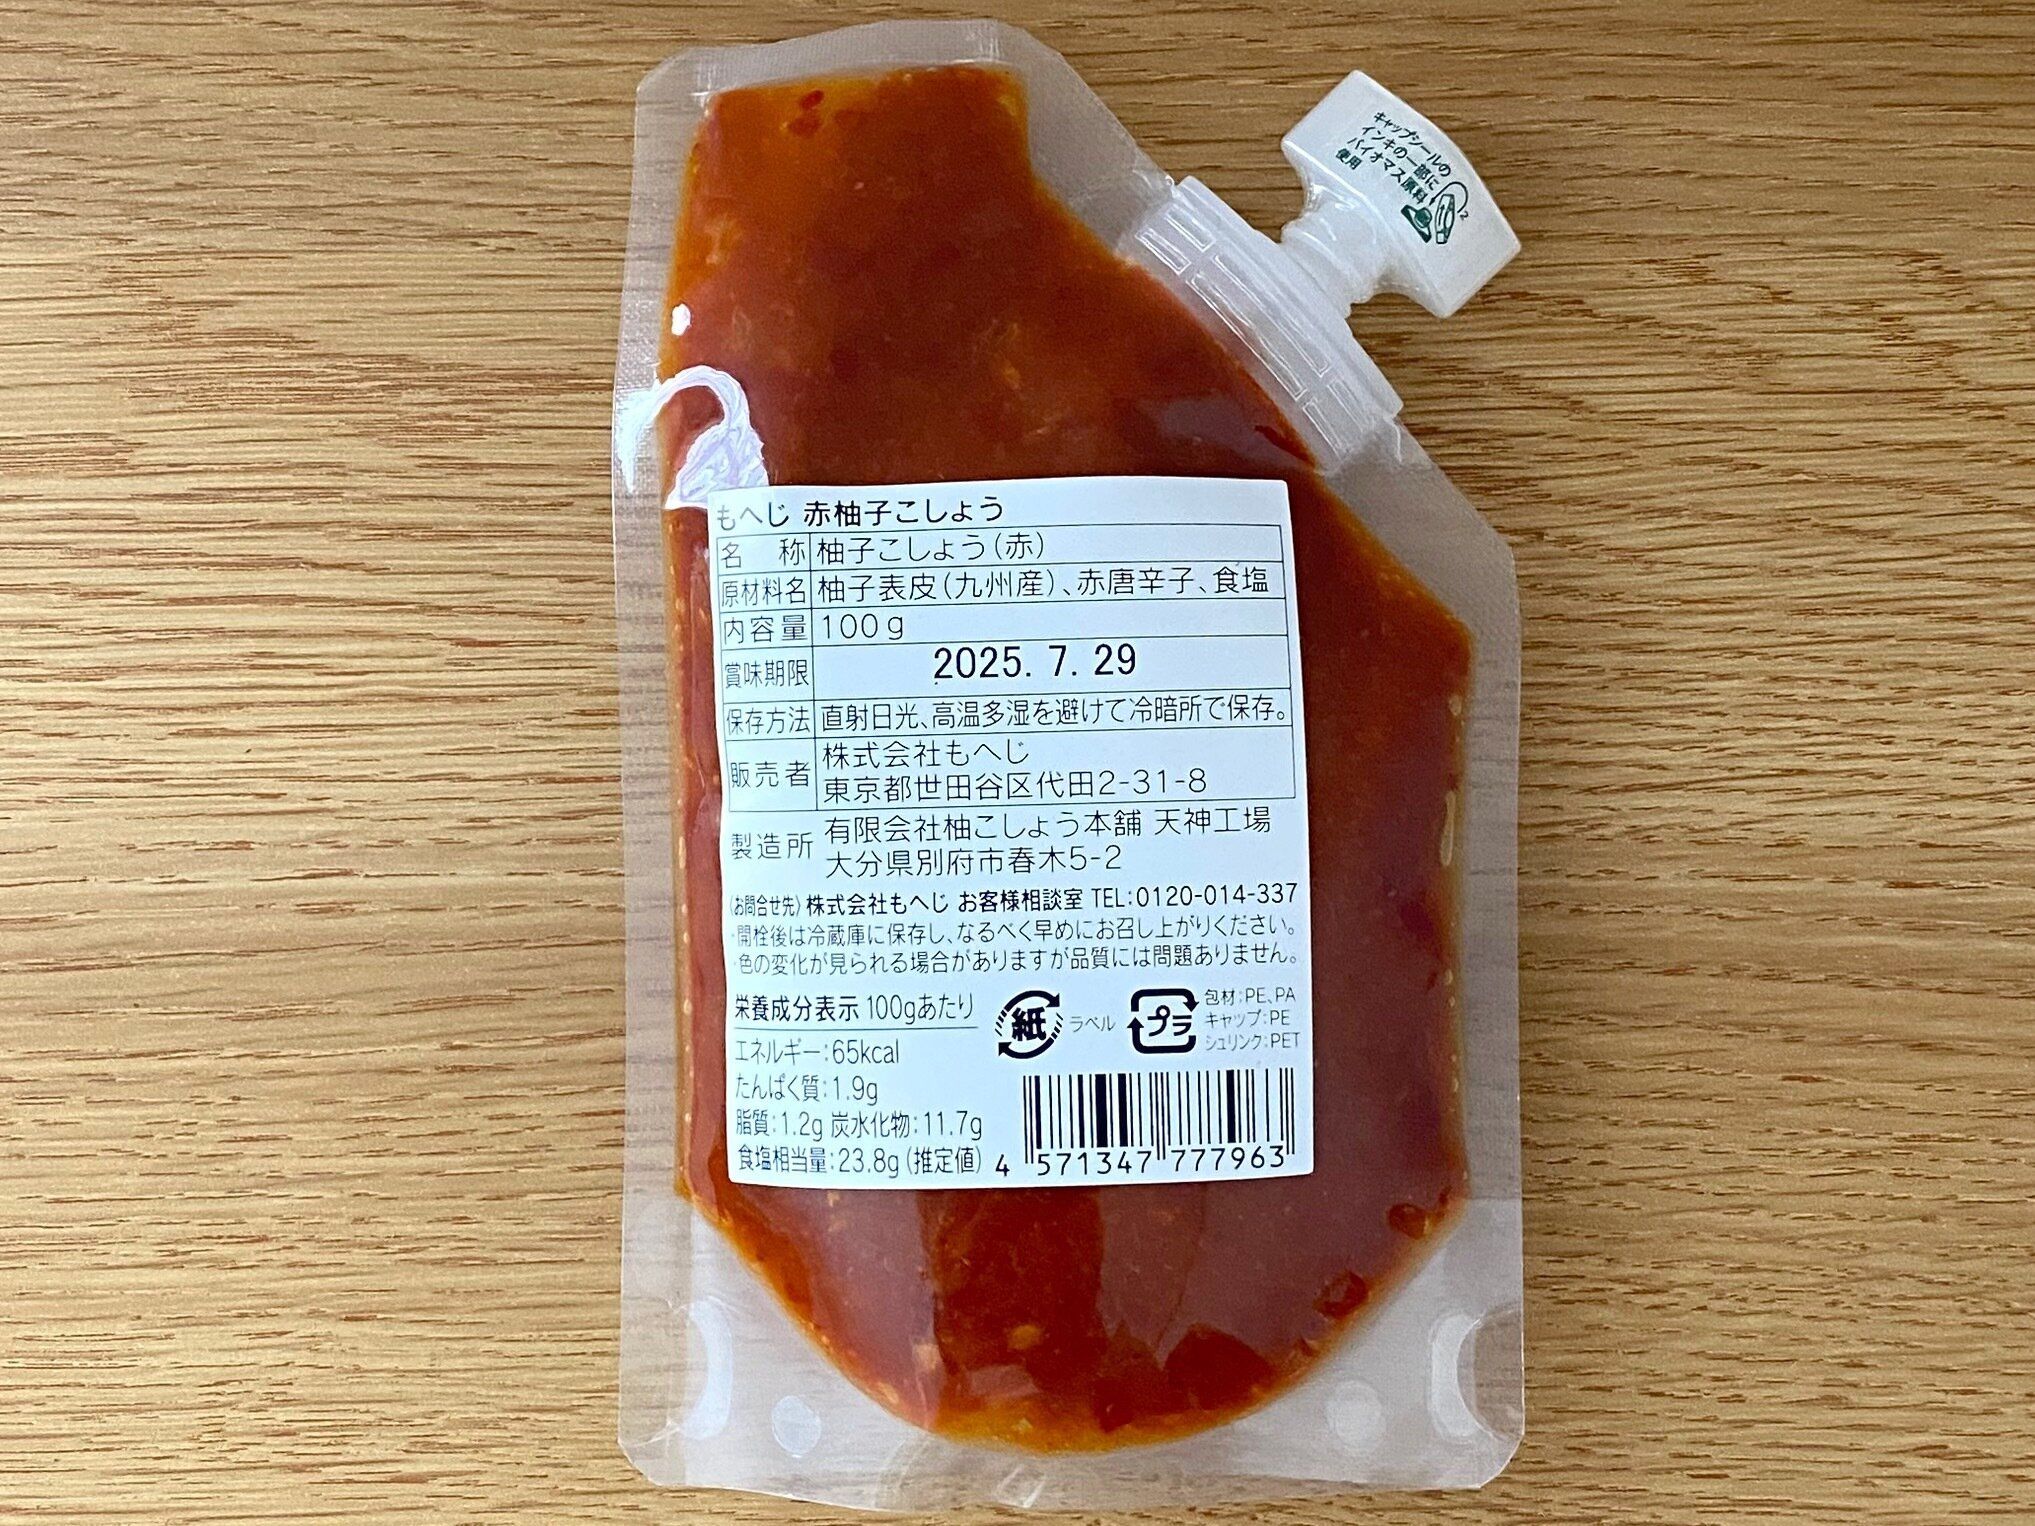 キャップシールの
インキの一部に
バイオマス原料
使用
もへじ 赤柚子こしょう
名 称 柚子こしょう(赤)
原材料名 柚子表皮(九州産)、赤唐辛子、食塩
内容量 100g
賞味期限 2025. 7. 29
保存方法 直射日光、高温多湿を避けて冷暗所で保存。
販売者 株式会社もへじ
東京都世田谷区代田2-31-8
製造所 有限会社柚こしょう本舗 天神工場
大分県別府市春木5-2
〈お問合せ先〉株式会社もへじ お客様相談室 TEL:0120-014-337
・開栓後は冷蔵庫に保存し、なるべく早めにお召し上がりください。
・色の変化が見られる場合がありますが品質には問題ありません。
栄養成分表示 100gあたり
エネルギー:65kcal
たんぱく質:1.9g
脂質:1.2g 炭水化物:11.7g
食塩相当量:23.8g(推定値)
紙 ラベル
プラ 包材:PE、PA
キャップ:PE
シュリンク:PET
4 571347 777963